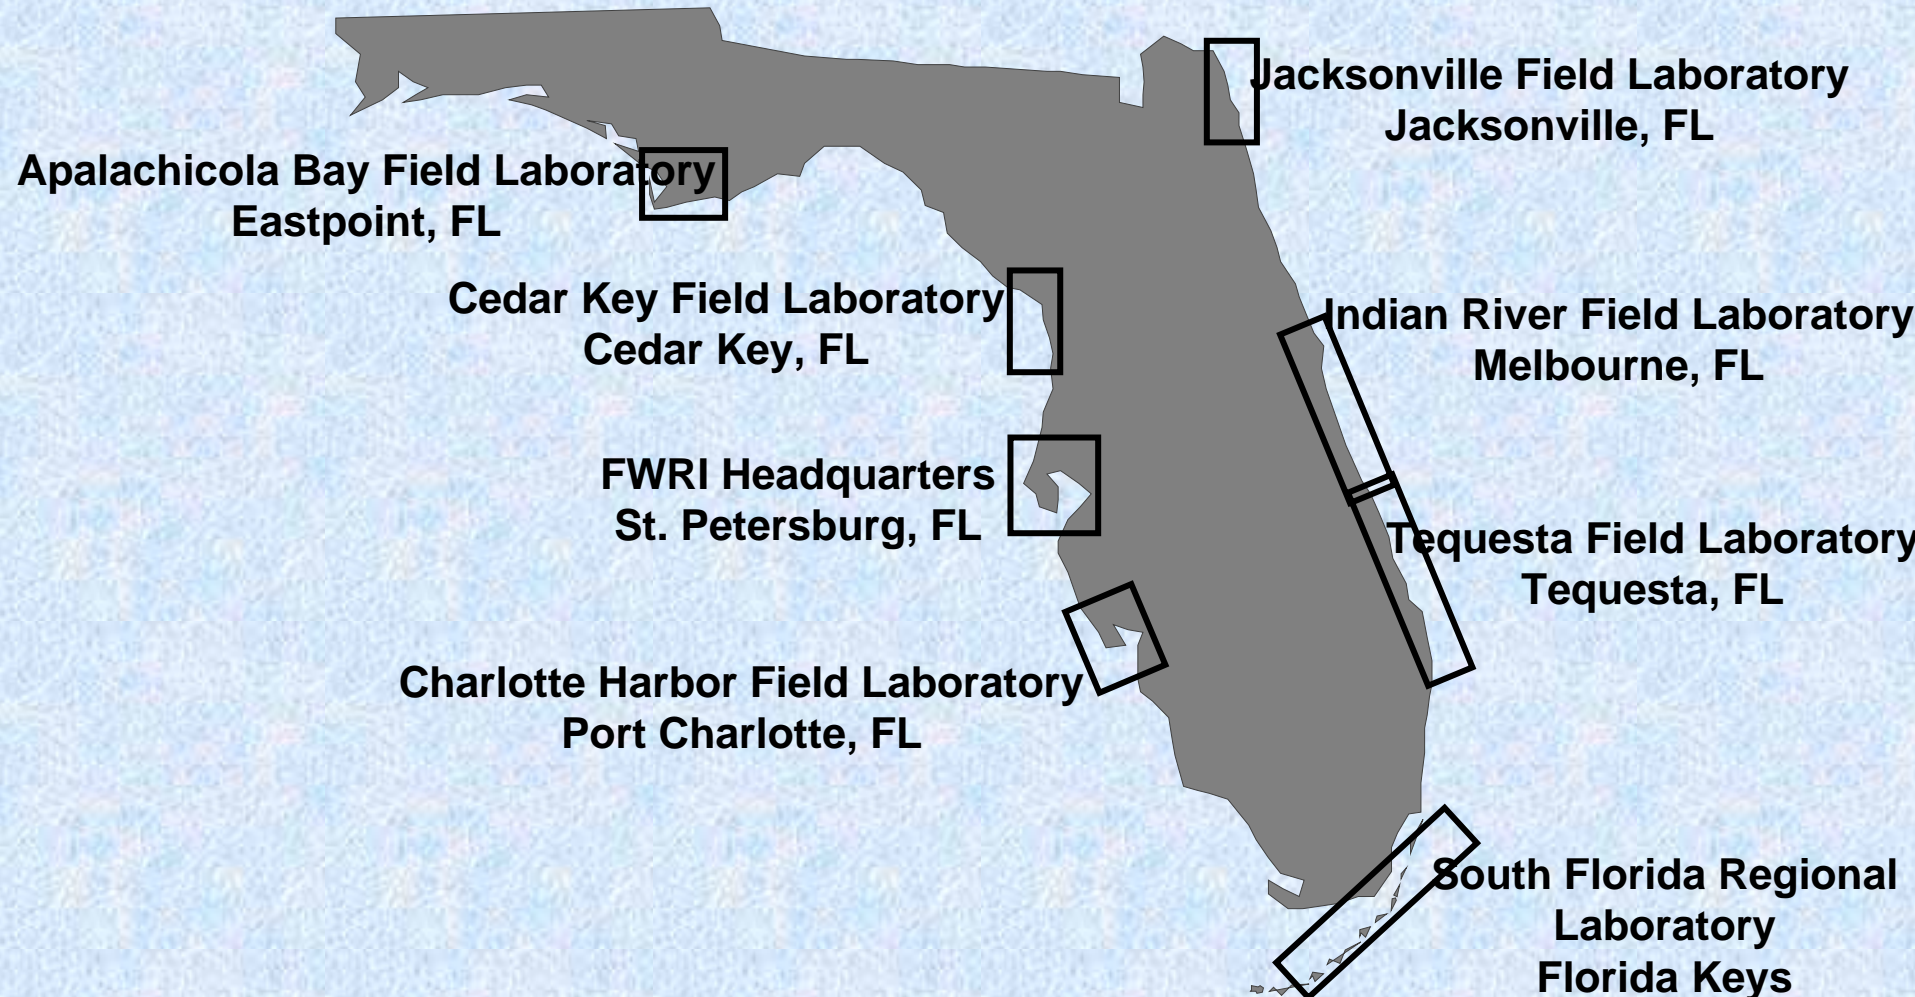 Jacksonville Field Laboratory
Jacksonville, FL
Apalachicola Bay Field Laboratory
Eastpoint, FL
Cedar Key Field Laboratory
Cedar Key, FL
Indian River Field Laboratory
Melbourne, FL
FWRI Headquarters
St. Petersburg, FL
Tequesta Field Laboratory
Tequesta, FL
Charlotte Harbor Field Laboratory
Port Charlotte, FL
South Florida Regional
Laboratory
Florida Keys